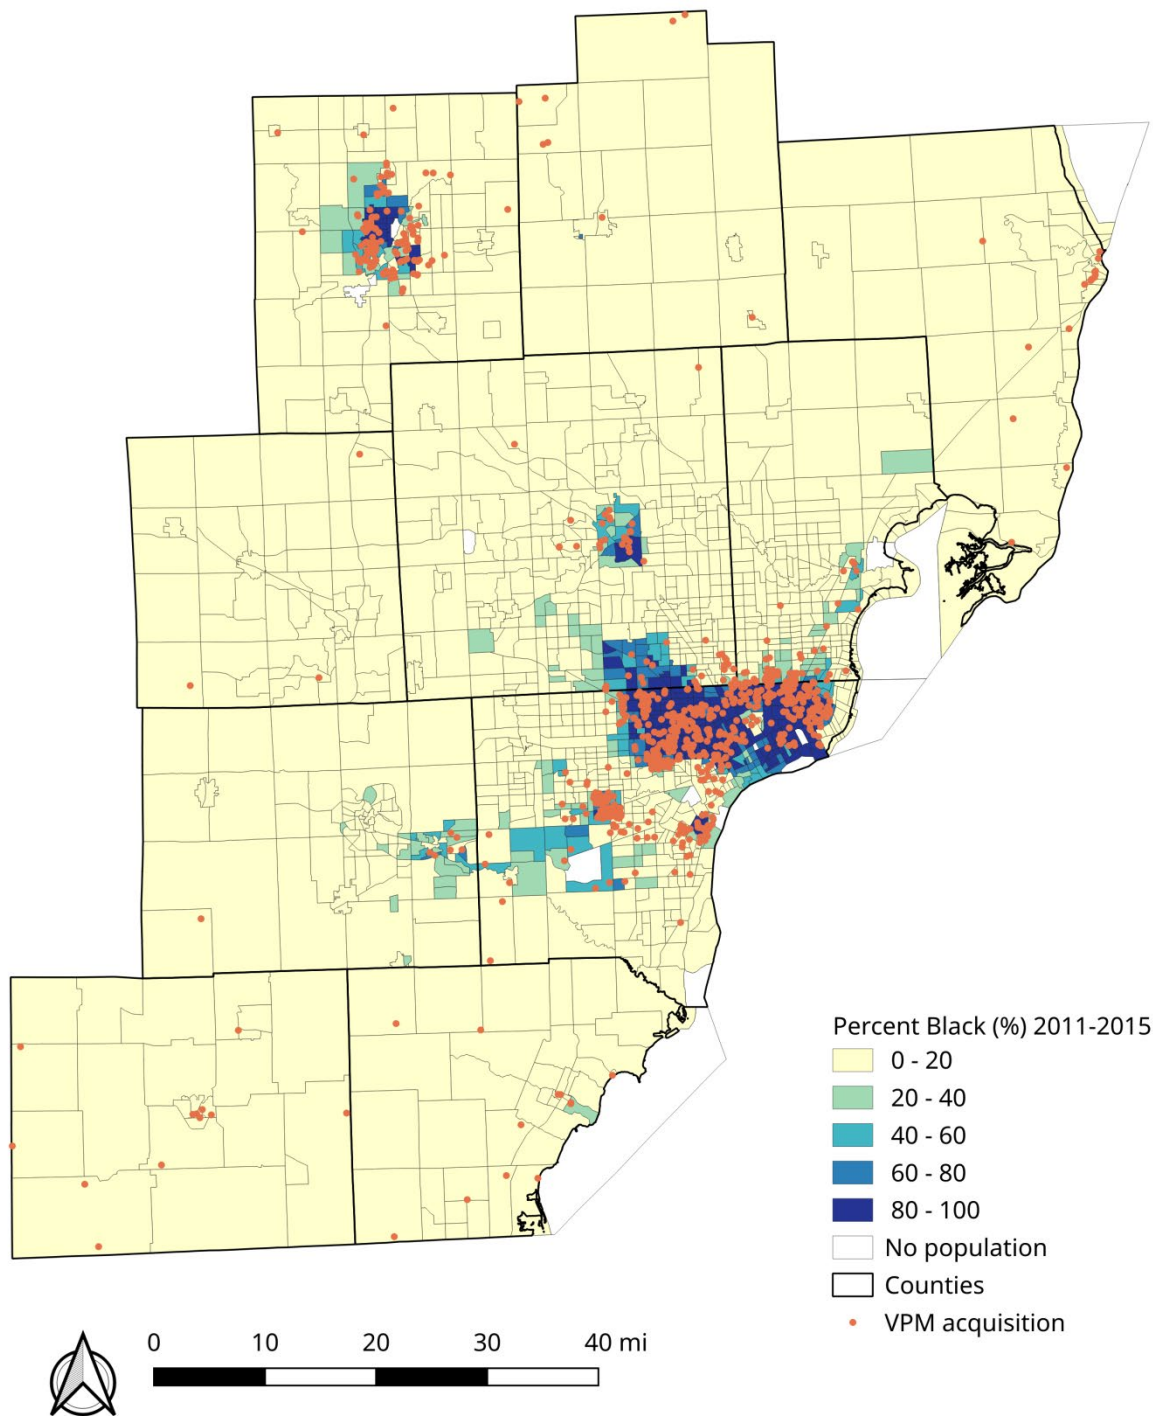 Percent Black (%) 2011-2015
0 - 20
20 - 40
40 - 60
60 - 80
80 - 100
No population
Counties
VPM acquisition
0 10 20 30 40 mi